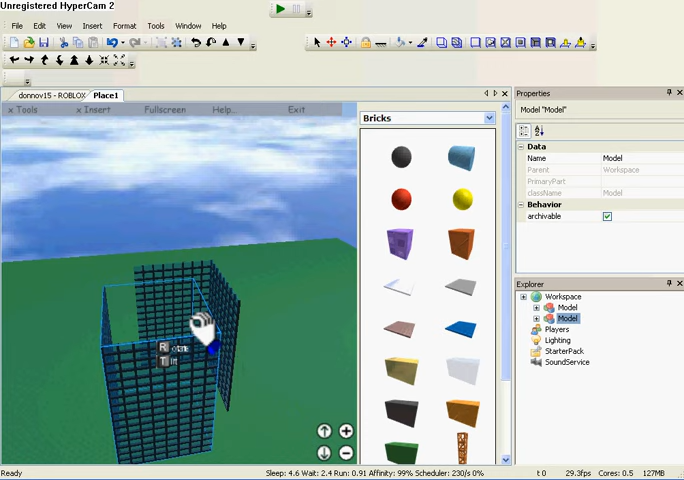 Unregistered HyperCam 2
File Edit View Insert Format Tools Window Help
donnov15 - ROBLOX Place1
x Tools x Insert Fullscreen Help... Exit
Bricks
R otate
T ilt
Properties
Model "Model"
Data
Name Model
Parent Workspace
PrimaryPart
className Model
Behavior
archivable
Explorer
Workspace
Model
Model
Players
Lighting
StarterPack
SoundService
Ready Sleep: 4.6 Wait: 2.4 Run: 0.91 Affinity: 99% Scheduler: 230/s 0% t 0 29.3fps Cores: 0.5 127MB